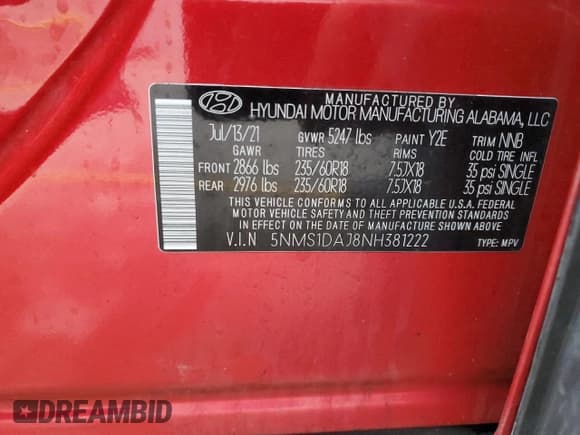 MANUFACTURED BY
HYUNDAI MOTOR MANUFACTURING ALABAMA, LLC
Jul/13/21 GVWR 5247 lbs PAINT Y2E TRIM NNB
GAWR TIRES RIMS COLD TIRE INFL
FRONT 2866 lbs 235/60R18 7.5JX18 35 psi SINGLE
REAR 2976 lbs 235/60R18 7.5JX18 35 psi SINGLE
THIS VEHICLE CONFORMS TO ALL APPLICABLE U.S.A. FEDERAL
MOTOR VEHICLE SAFETY AND THEFT PREVENTION STANDARDS
IN EFFECT ON THE DATE OF MANUFACTURE SHOWN ABOVE.
V.I.N 5NMS1DAJ8NH381222 TYPE: MPV
DREAMBID